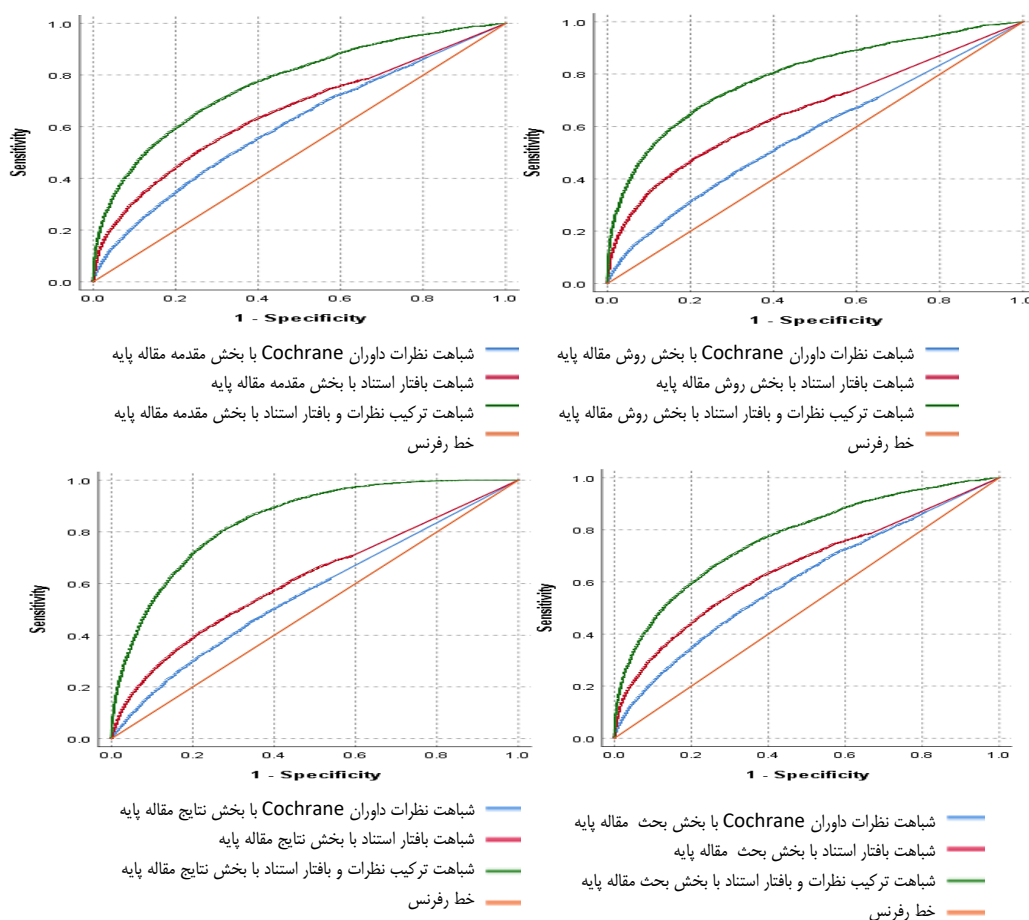 1.0
0.8
0.6
0.4
0.2
0.0
Sensitivity
0.0 0.2 0.4 0.6 0.8 1.0
1 - Specificity
شباهت نظرات داوران Cochrane با بخش مقدمه مقاله پایه
شباهت بافتار استناد با بخش مقدمه مقاله پایه
شباهت ترکیب نظرات و بافتار استناد با بخش مقدمه مقاله پایه
خط رفرنس
1.0
0.8
0.6
0.4
0.2
0.0
Sensitivity
0.0 0.2 0.4 0.6 0.8 1.0
1 - Specificity
شباهت نظرات داوران Cochrane با بخش روش مقاله پایه
شباهت بافتار استناد با بخش روش مقاله پایه
شباهت ترکیب نظرات و بافتار استناد با بخش روش مقاله پایه
خط رفرنس
1.0
0.8
0.6
0.4
0.2
0.0
Sensitivity
0.0 0.2 0.4 0.6 0.8 1.0
1 - Specificity
شباهت نظرات داوران Cochrane با بخش نتایج مقاله پایه
شباهت بافتار استناد با بخش نتایج مقاله پایه
شباهت ترکیب نظرات و بافتار استناد با بخش نتایج مقاله پایه
خط رفرنس
1.0
0.8
0.6
0.4
0.2
0.0
Sensitivity
0.0 0.2 0.4 0.6 0.8 1.0
1 - Specificity
شباهت نظرات داوران Cochrane با بخش بحث مقاله پایه
شباهت بافتار استناد با بخش بحث مقاله پایه
شباهت ترکیب نظرات و بافتار استناد با بخش بحث مقاله پایه
خط رفرنس